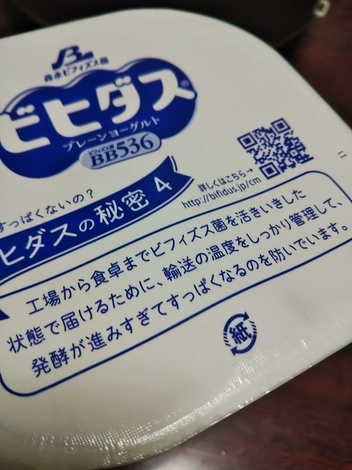 森永ビフィズス菌
ビヒダス®
プレーンヨーグルト
ビフィズス菌
BB536
詳しくはこちら→
http://bifidus.jp/cm
すっぱくないの？
ヒダスの秘密4
工場から食卓までビフィズス菌を活きいきした
状態で届けるために、輸送の温度をしっかり管理して、
発酵が進みすぎてすっぱくなるのを防いでいます。
紙